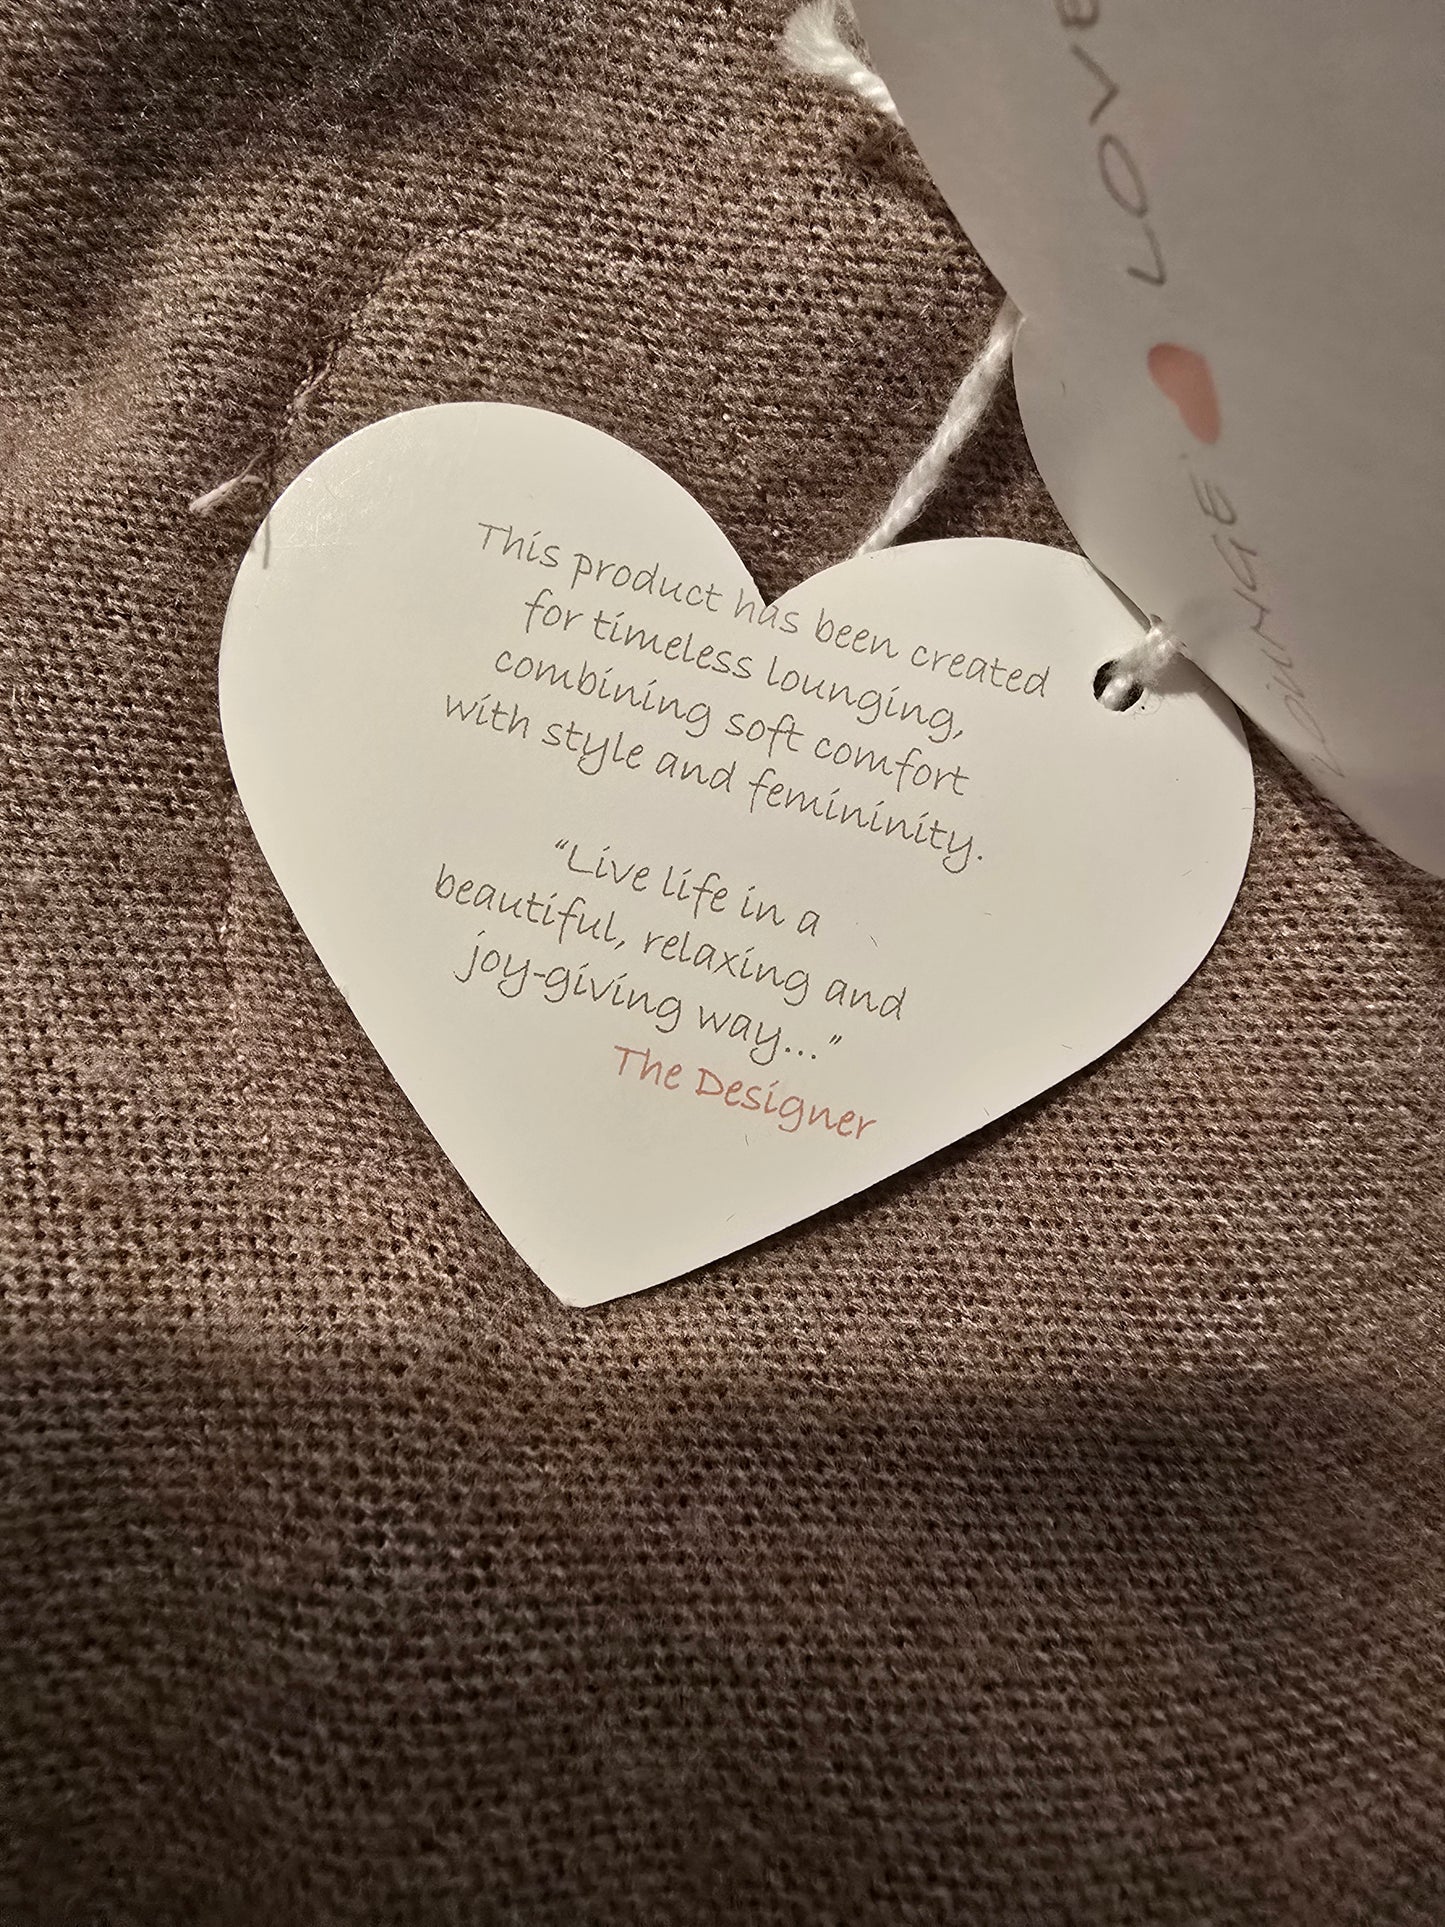 LOUNGE LOVE
This product has been created
for timeless lounging,
combining soft comfort
with style and femininity.
“Live life in a
beautiful, relaxing and
joy-giving way...”
The Designer